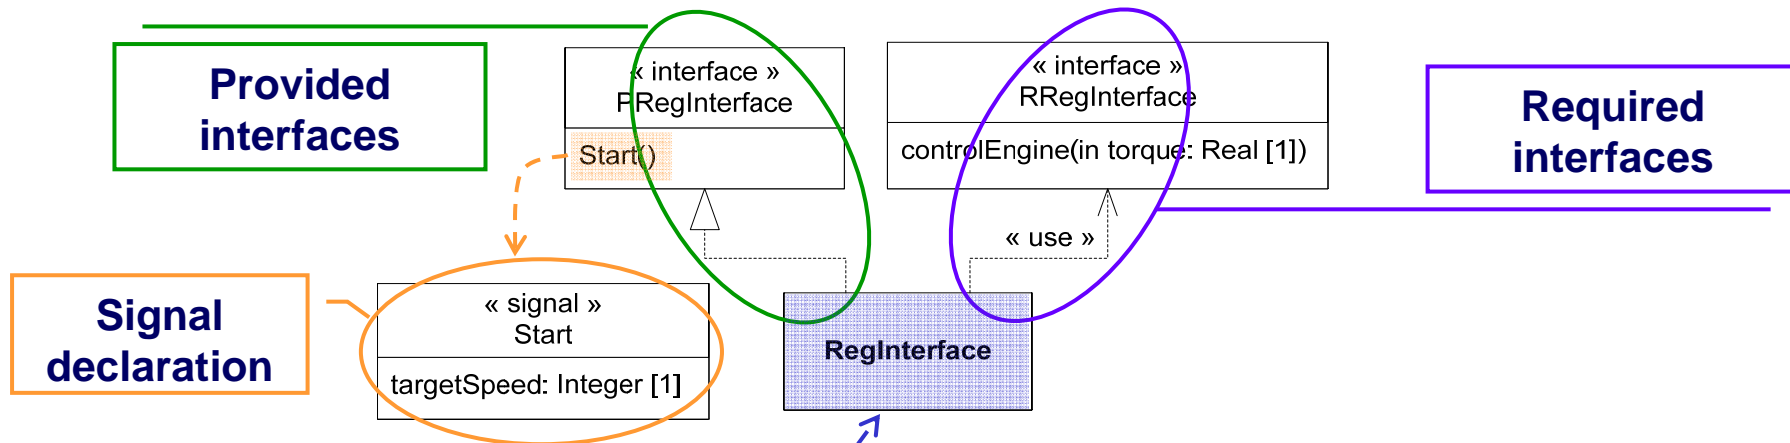 Provided
interfaces
« interface »
PRegInterface
Start()
« interface »
RRegInterface
controlEngine(in torque: Real [1])
Required
interfaces
« use »
Signal
declaration
« signal »
Start
targetSpeed: Integer [1]
RegInterface